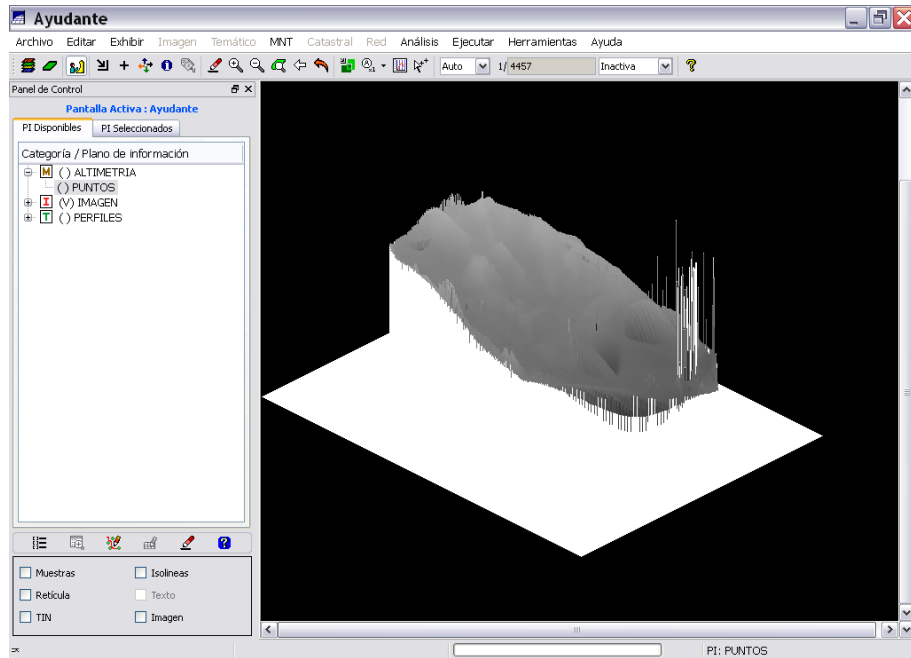 Ayudante
Archivo Editar Exhibir Imagen Temático MNT Catastral Red Análisis Ejecutar Herramientas Ayuda
Auto 1/ 4457 Inactiva
Panel de Control
Pantalla Activa : Ayudante
PI Disponibles PI Seleccionados
Categoría / Plano de información
M ( ) ALTIMETRIA
( ) PUNTOS
I (V) IMAGEN
T ( ) PERFILES
Muestras Isolineas
Retícula Texto
TIN Imagen
PI: PUNTOS